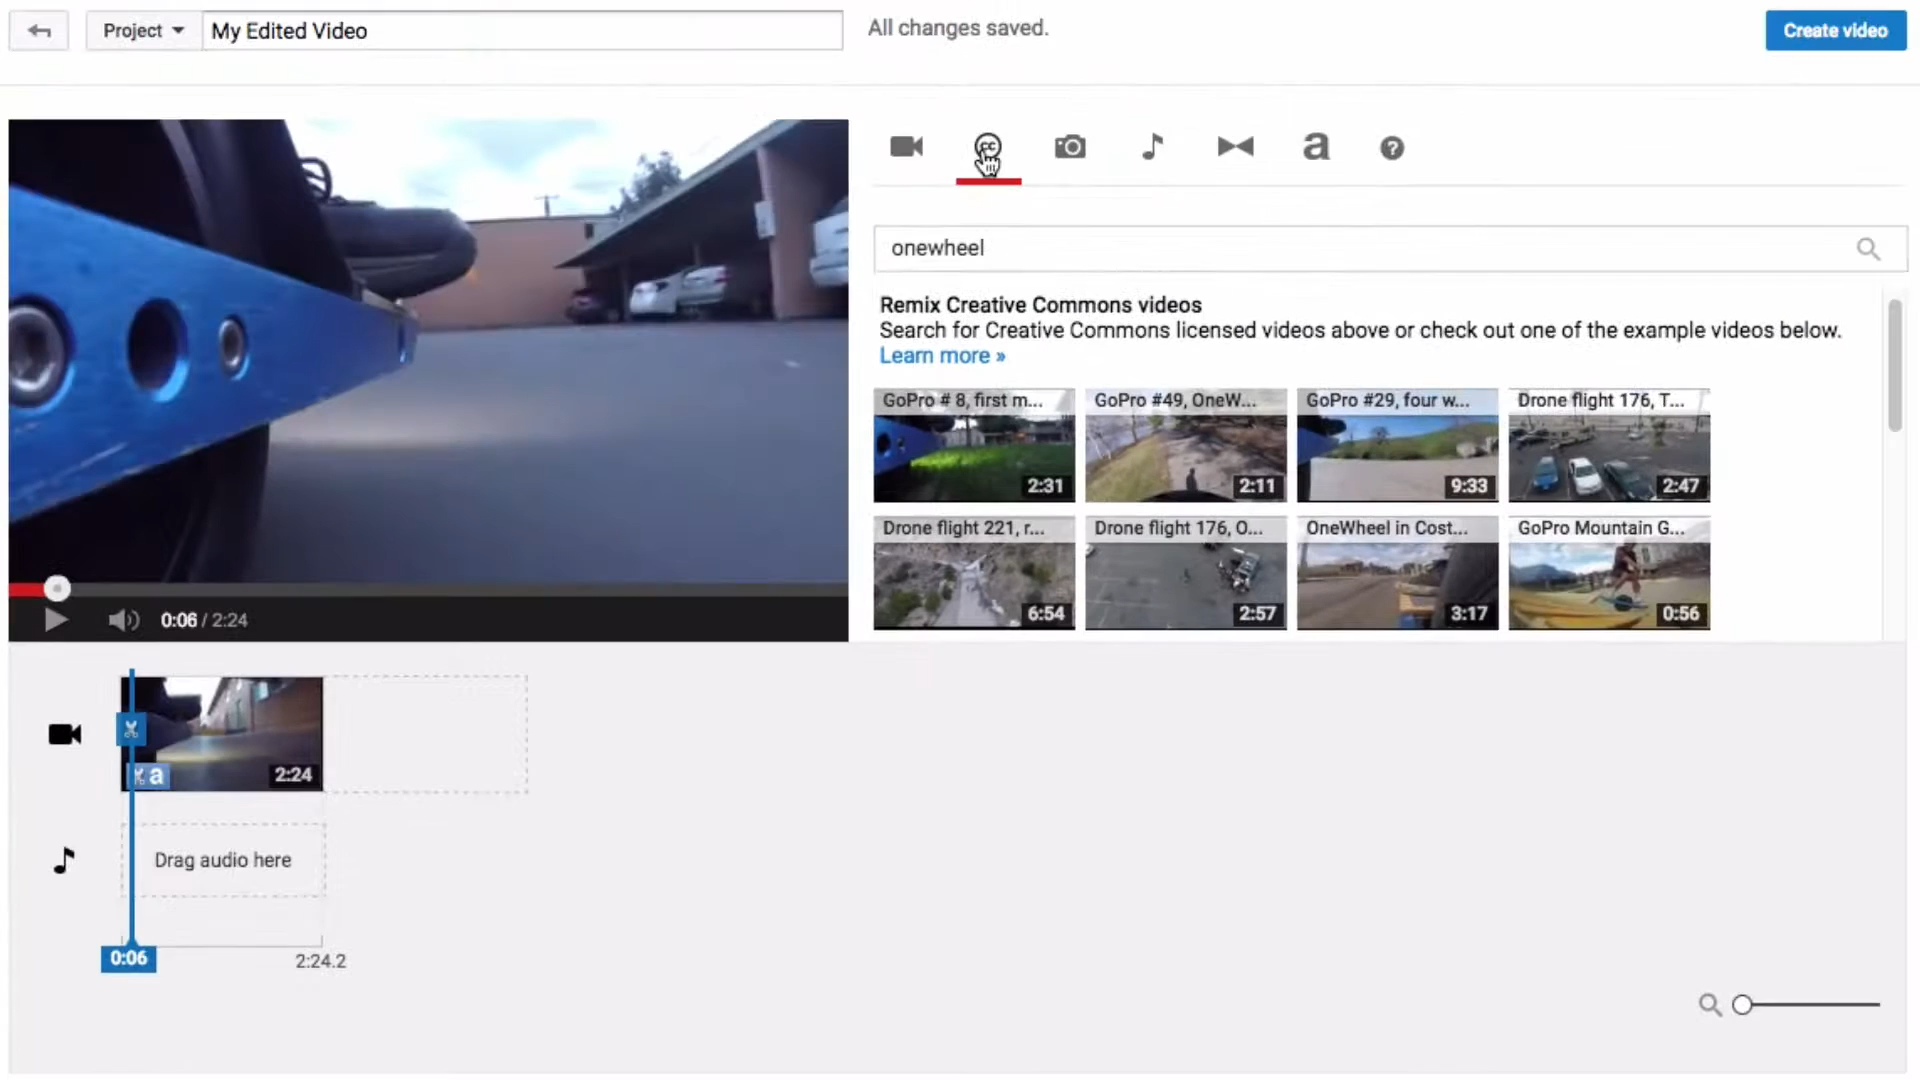 Project
My Edited Video
All changes saved.
Create video
cc
a
?
onewheel
Remix Creative Commons videos
Search for Creative Commons licensed videos above or check out one of the example videos below.
Learn more »
GoPro # 8, first m...
2:31
GoPro #49, OneW...
2:11
GoPro #29, four w...
9:33
Drone flight 176, T...
2:47
Drone flight 221, r...
6:54
Drone flight 176, O...
2:57
OneWheel in Cost...
3:17
GoPro Mountain G...
0:56
0:06 / 2:24
a
2:24
Drag audio here
0:06
2:24.2